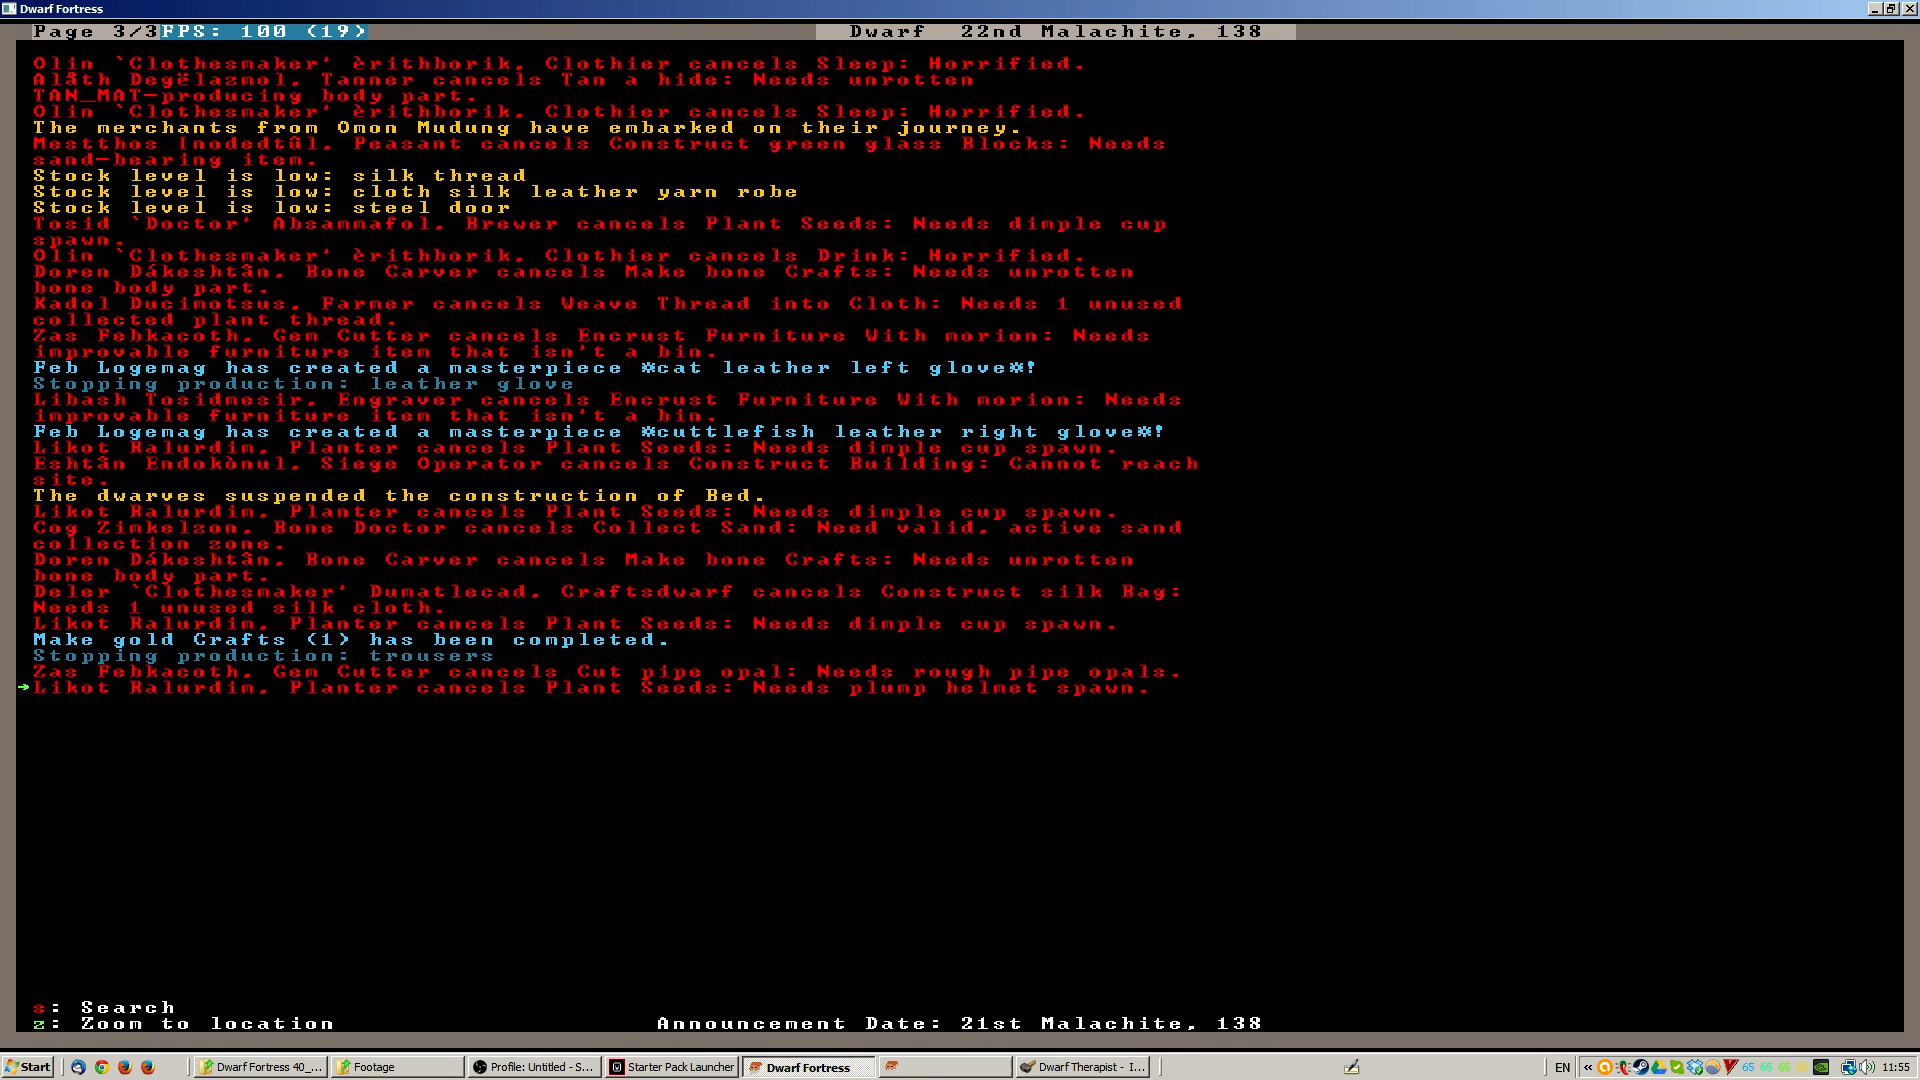 Dwarf Fortress
Page 3/3 FPS: 100 (19) Dwarf 22nd Malachite, 138
Olin `Clothesmaker' èrithborik, Clothier cancels Sleep: Horrified.
Alåth Degëlazmol, Tanner cancels Tan a hide: Needs unrotten
TAN_MAT-producing body part.
Olin `Clothesmaker' èrithborik, Clothier cancels Sleep: Horrified.
The merchants from Omon Mudung have embarked on their journey.
Mestthos Inodedtûl, Peasant cancels Construct green glass Blocks: Needs
sand-bearing item.
Stock level is low: silk thread
Stock level is low: cloth silk leather yarn robe
Stock level is low: steel door
Tosid `Doctor' Absammafol, Brewer cancels Plant Seeds: Needs dimple cup
spawn.
Olin `Clothesmaker' èrithborik, Clothier cancels Drink: Horrified.
Doren Dákeshtân, Bone Carver cancels Make bone Crafts: Needs unrotten
bone body part.
Kadol Ducimotsus, Farmer cancels Weave Thread into Cloth: Needs 1 unused
collected plant thread.
Zas Febkacoth, Gem Cutter cancels Encrust Furniture With morion: Needs
improvable furniture item that isn't a bin.
Feb Logemag has created a masterpiece ☼cat leather left glove☼!
Stopping production: leather glove
Libash Tosidmesir, Engraver cancels Encrust Furniture With morion: Needs
improvable furniture item that isn't a bin.
Feb Logemag has created a masterpiece ☼cuttlefish leather right glove☼!
Likot Ralurdim, Planter cancels Plant Seeds: Needs dimple cup spawn.
Eshtân Endokònul, Siege Operator cancels Construct Building: Cannot reach
site.
The dwarves suspended the construction of Bed.
Likot Ralurdim, Planter cancels Plant Seeds: Needs dimple cup spawn.
Cog Zimkelzon, Bone Doctor cancels Collect Sand: Need valid, active sand
collection zone.
Doren Dákeshtân, Bone Carver cancels Make bone Crafts: Needs unrotten
bone body part.
Deler `Clothesmaker' Dumatlecad, Craftsdwarf cancels Construct silk Bag:
Needs 1 unused silk cloth.
Likot Ralurdim, Planter cancels Plant Seeds: Needs dimple cup spawn.
Make gold Crafts (1) has been completed.
Stopping production: trousers
Zas Febkacoth, Gem Cutter cancels Cut pipe opal: Needs rough pipe opals.
→Likot Ralurdim, Planter cancels Plant Seeds: Needs plump helmet spawn.
s: Search
z: Zoom to location Announcement Date: 21st Malachite, 138
Start Dwarf Fortress 40_... Footage Profile: Untitled - S... Starter Pack Launcher Dwarf Fortress Dwarf Therapist - I... EN « 65 65 65 11:55